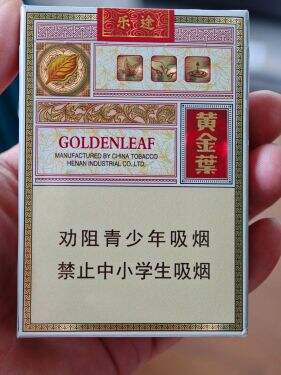 乐途
GOLDENLEAF
MANUFACTURED BY CHINA TOBACCO
HENAN INDUSTRIAL CO.,LTD.
黄金葉
劝阻青少年吸烟
禁止中小学生吸烟